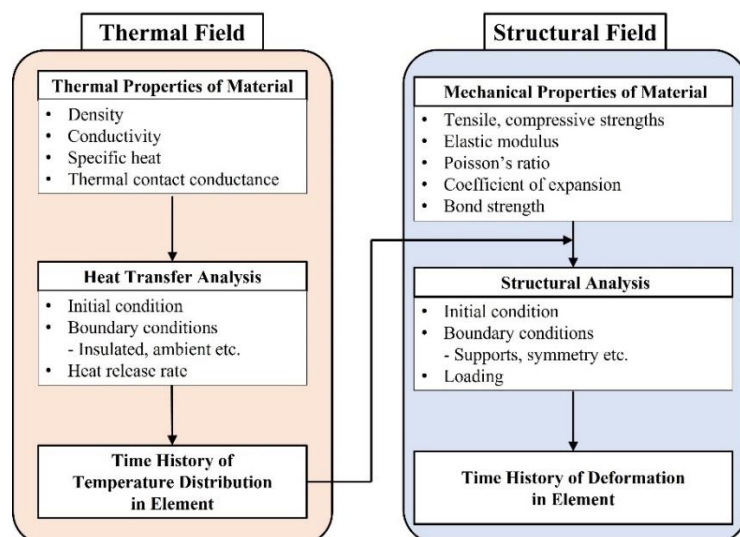 Thermal Field
Thermal Properties of Material
• Density
• Conductivity
• Specific heat
• Thermal contact conductance
Heat Transfer Analysis
• Initial condition
• Boundary conditions
- Insulated, ambient etc.
• Heat release rate
Time History of
Temperature Distribution
in Element
Structural Field
Mechanical Properties of Material
• Tensile, compressive strengths
• Elastic modulus
• Poisson's ratio
• Coefficient of expansion
• Bond strength
Structural Analysis
• Initial condition
• Boundary conditions
- Supports, symmetry etc.
• Loading
Time History of Deformation
in Element